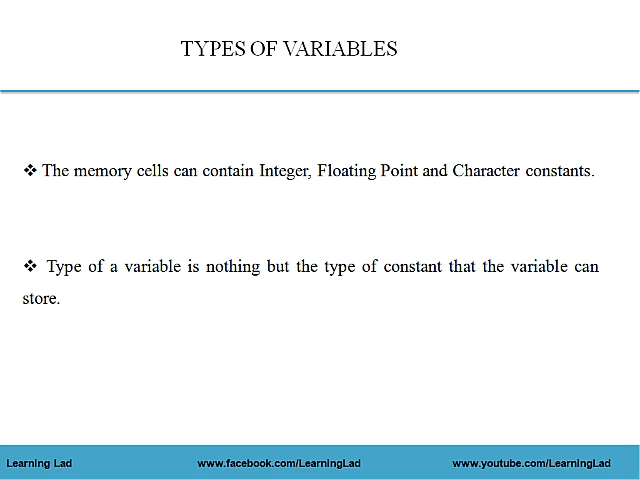 TYPES OF VARIABLES
❖ The memory cells can contain Integer, Floating Point and Character constants.
❖ Type of a variable is nothing but the type of constant that the variable can
store.
Learning Lad www.facebook.com/LearningLad www.youtube.com/LearningLad